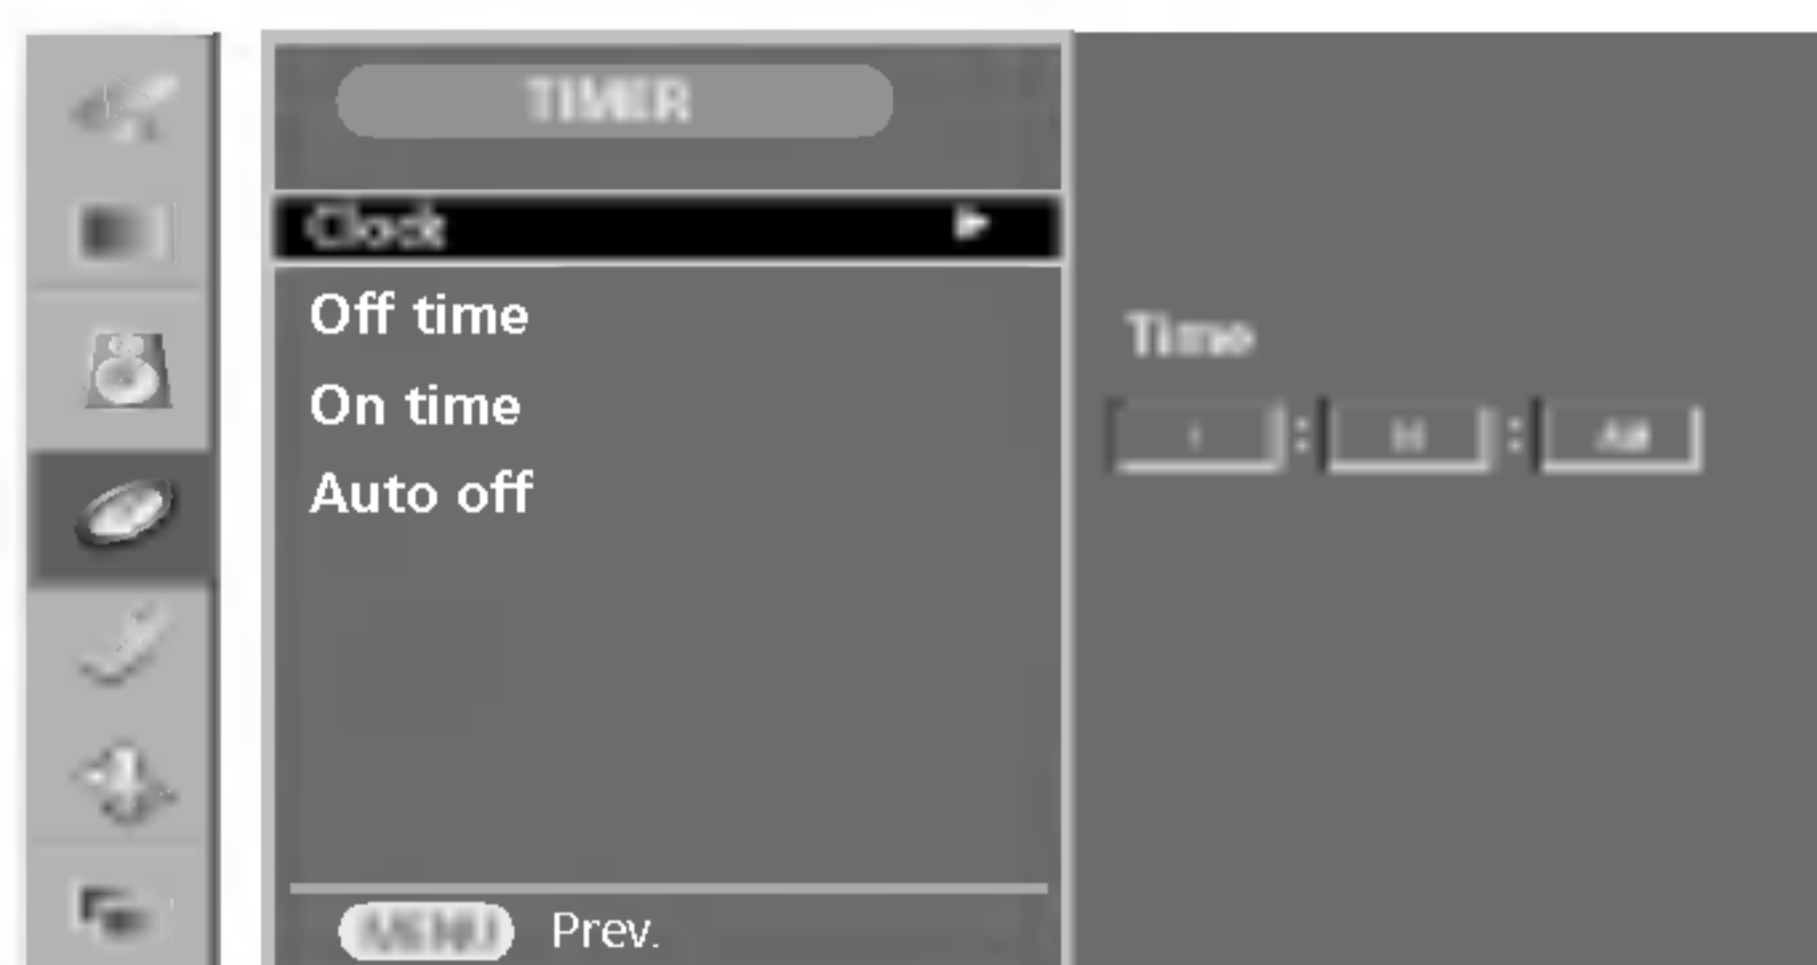 TIMER
Clock
Off time
On time
Auto off
Time
: :
MENU Prev.